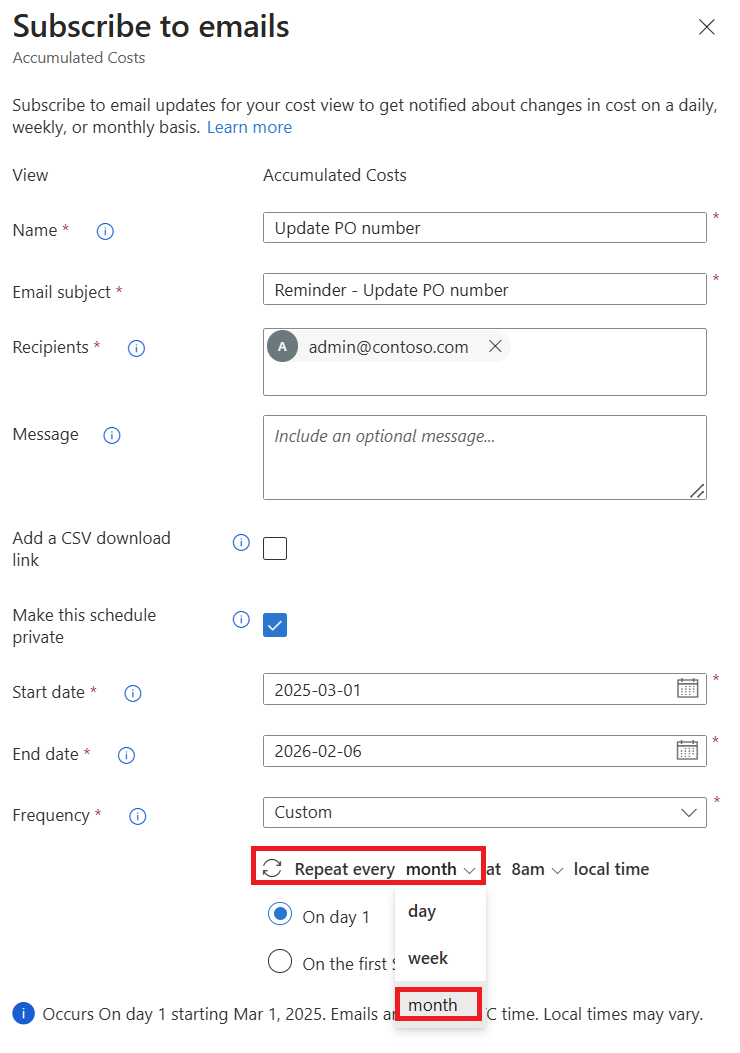 Subscribe to emails
Accumulated Costs
Subscribe to email updates for your cost view to get notified about changes in cost on a daily,
weekly, or monthly basis. Learn more
View Accumulated Costs
Name * Update PO number *
Email subject * Reminder - Update PO number *
Recipients * A admin@contoso.com
Message Include an optional message...
Add a CSV download
link
Make this schedule
private
Start date * 2025-03-01 *
End date * 2026-02-06 *
Frequency * Custom *
Repeat every month at 8am local time
day
On day 1
week
On the first
month
Occurs On day 1 starting Mar 1, 2025. Emails C time. Local times may vary.